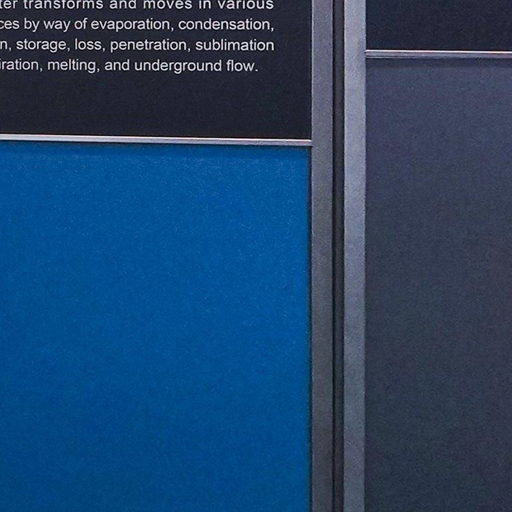 ter transforms and moves in various
ces by way of evaporation, condensation,
n, storage, loss, penetration, sublimation
iration, melting, and underground flow.